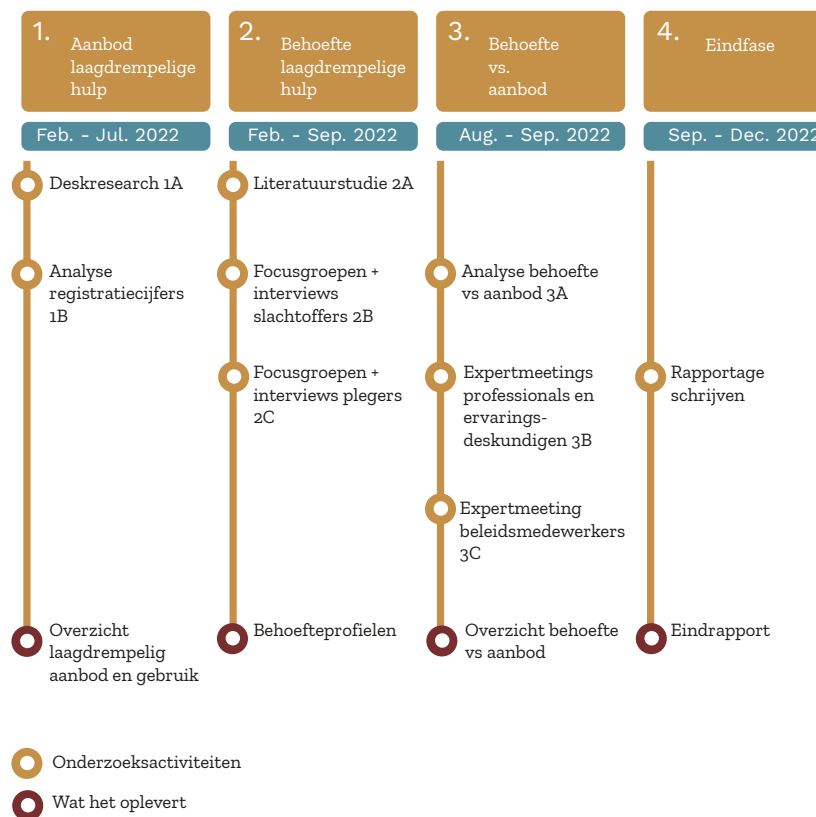 1.
Aanbod
laagdrempelige
hulp
Feb. - Jul. 2022
Deskresearch 1A
Analyse
registratiecijfers
1B
Overzicht
laagdrempelig
aanbod en gebruik
2.
Behoefte
laagdrempelige
hulp
Feb. - Sep. 2022
Literatuurstudie 2A
Focusgroepen +
interviews
slachtoffers 2B
Focusgroepen +
interviews plegers
2C
Behoefteprofielen
3.
Behoefte
vs.
aanbod
Aug. - Sep. 2022
Analyse behoefte
vs aanbod 3A
Expertmeetings
professionals en
ervarings-
deskundigen 3B
Expertmeeting
beleidsmedewerkers
3C
Overzicht behoefte
vs aanbod
4.
Eindfase
Sep. - Dec. 2022
Rapportage
schrijven
Eindrapport
Onderzoeksactiviteiten
Wat het oplevert